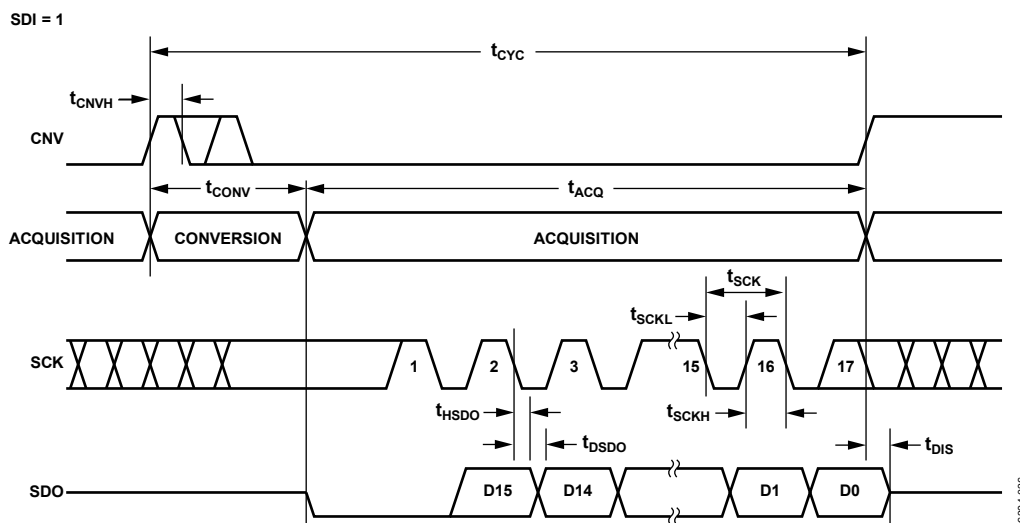 SDI = 1
tCYC
tCNVH
CNV
tCONV
tACQ
ACQUISITION
CONVERSION
ACQUISITION
tSCK
tSCKL
SCK
1
2
3
15
16
17
tHSDO
tSCKH
tDSDO
tDIS
SDO
D15
D14
D1
D0